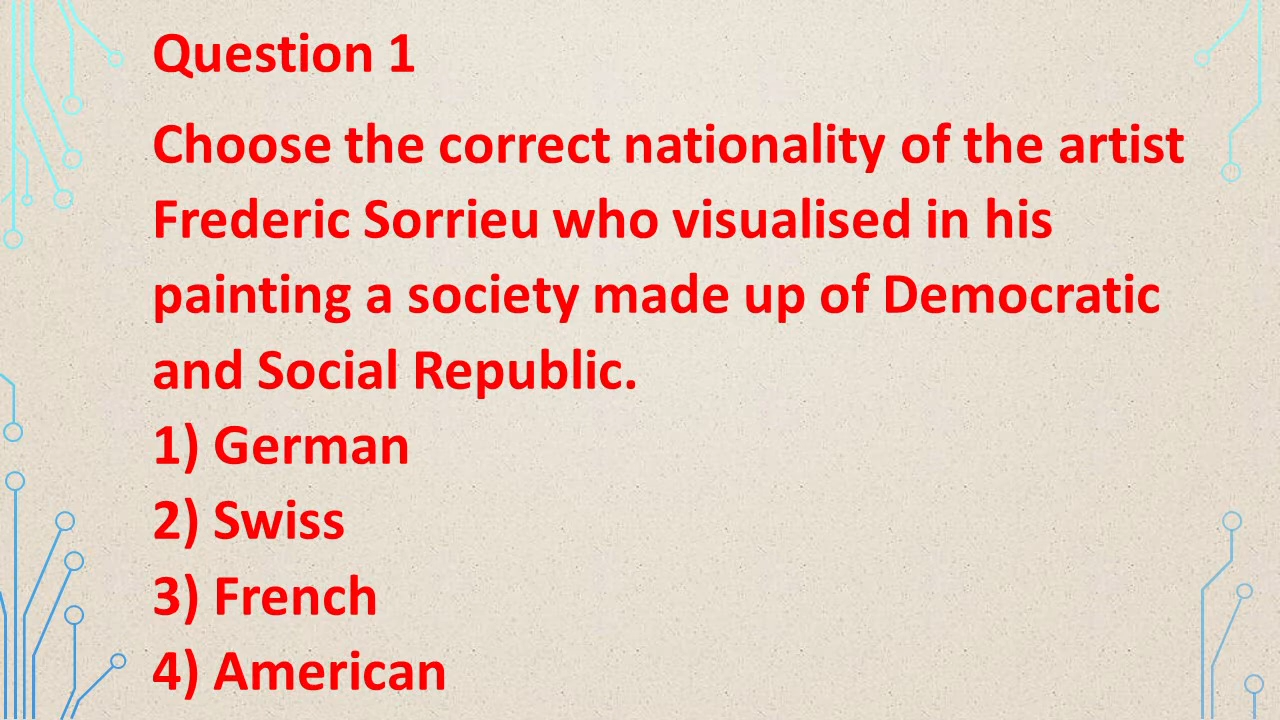 Question 1
Choose the correct nationality of the artist
Frederic Sorrieu who visualised in his
painting a society made up of Democratic
and Social Republic.
1) German
2) Swiss
3) French
4) American